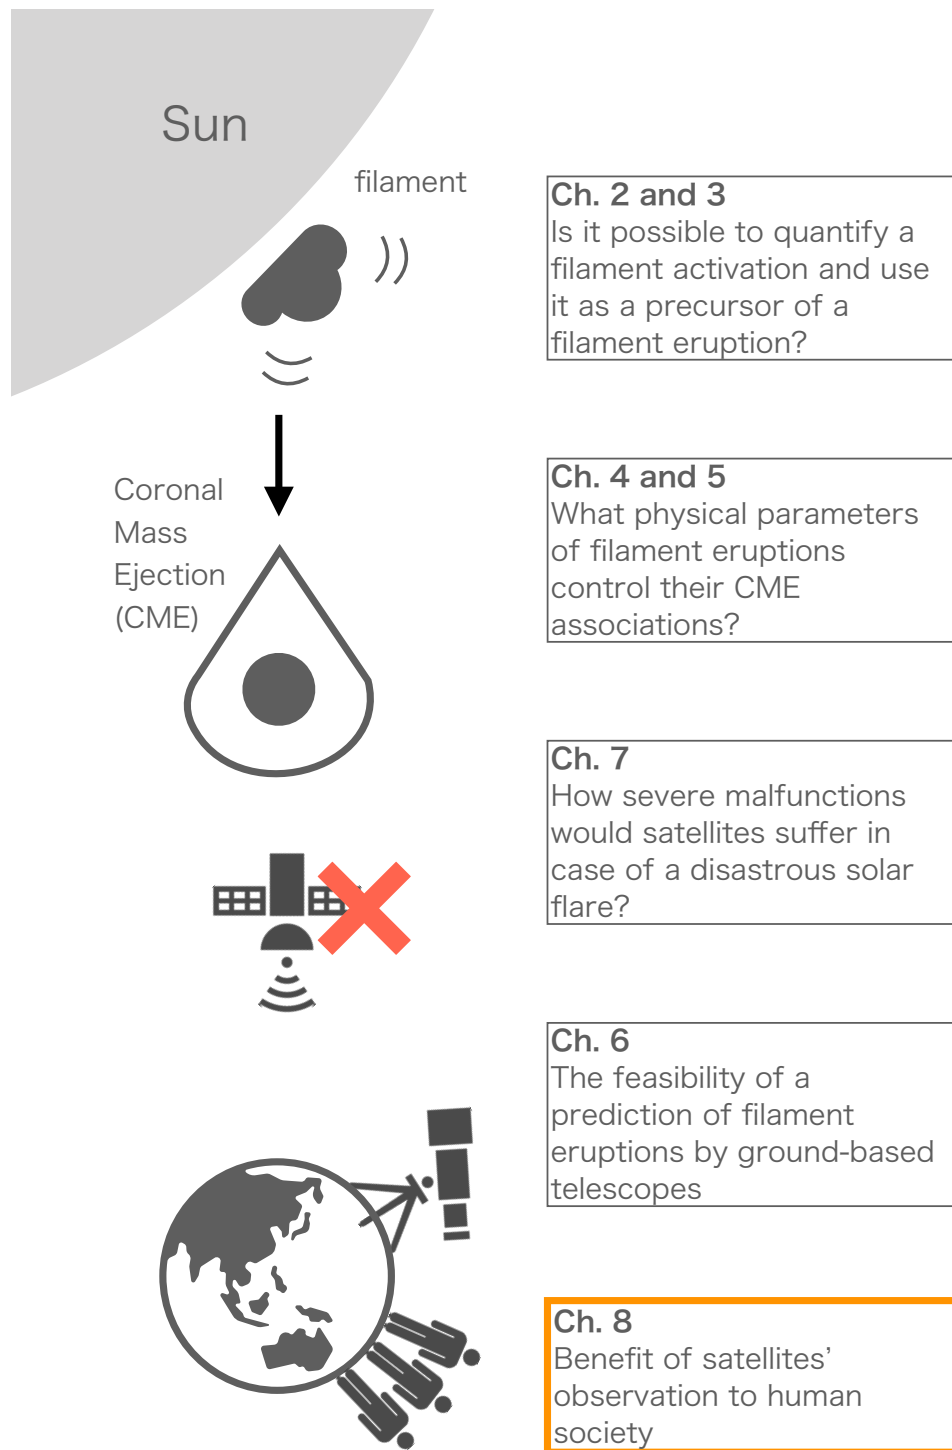 Sun
filament
Ch. 2 and 3
Is it possible to quantify a
filament activation and use
it as a precursor of a
filament eruption?
Coronal
Mass
Ejection
(CME)
Ch. 4 and 5
What physical parameters
of filament eruptions
control their CME
associations?
Ch. 7
How severe malfunctions
would satellites suffer in
case of a disastrous solar
flare?
Ch. 6
The feasibility of a
prediction of filament
eruptions by ground-based
telescopes
Ch. 8
Benefit of satellites’
observation to human
society